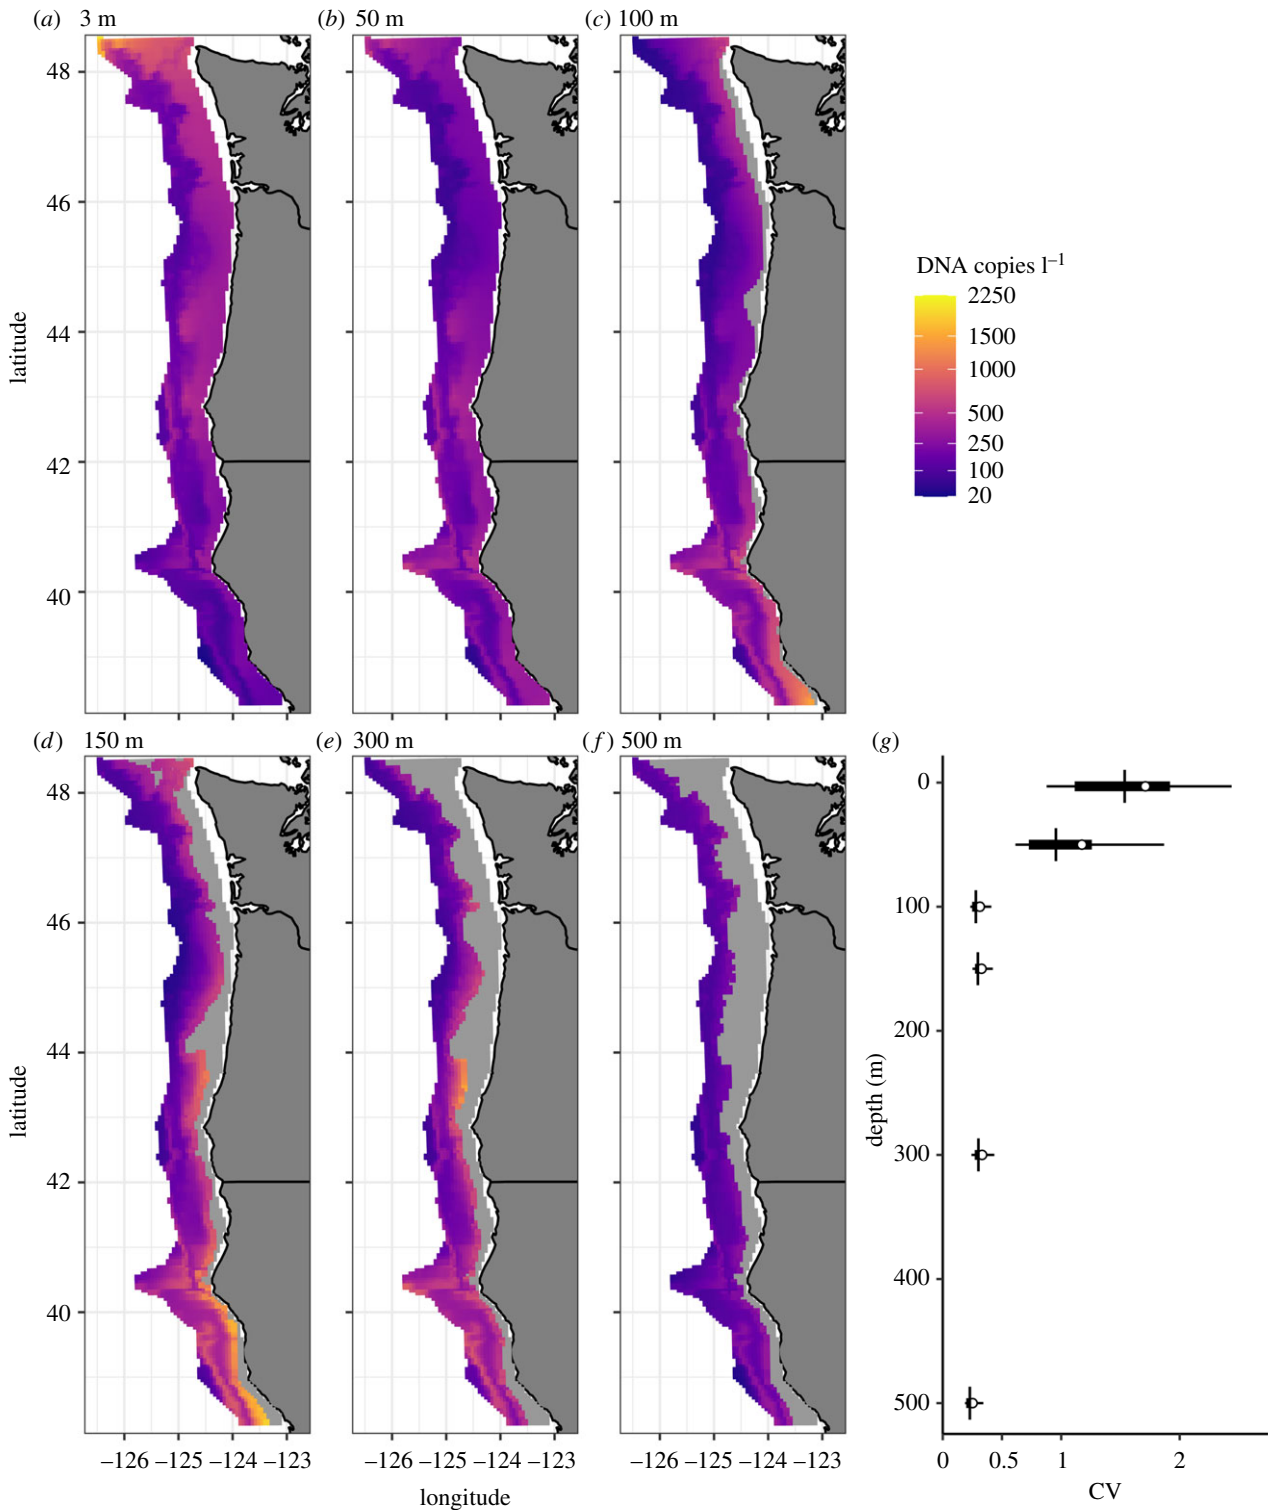 (a) 3 m
(b) 50 m
(c) 100 m
48
46
44
42
40
latitude
DNA copies l⁻¹
2250
1500
1000
500
250
100
20
(d) 150 m
(e) 300 m
(f) 500 m
(g)
48
46
44
42
40
latitude
–126 –125 –124 –123
–126 –125 –124 –123
–126 –125 –124 –123
longitude
0
100
200
300
400
500
depth (m)
0 0.5 1 2
CV